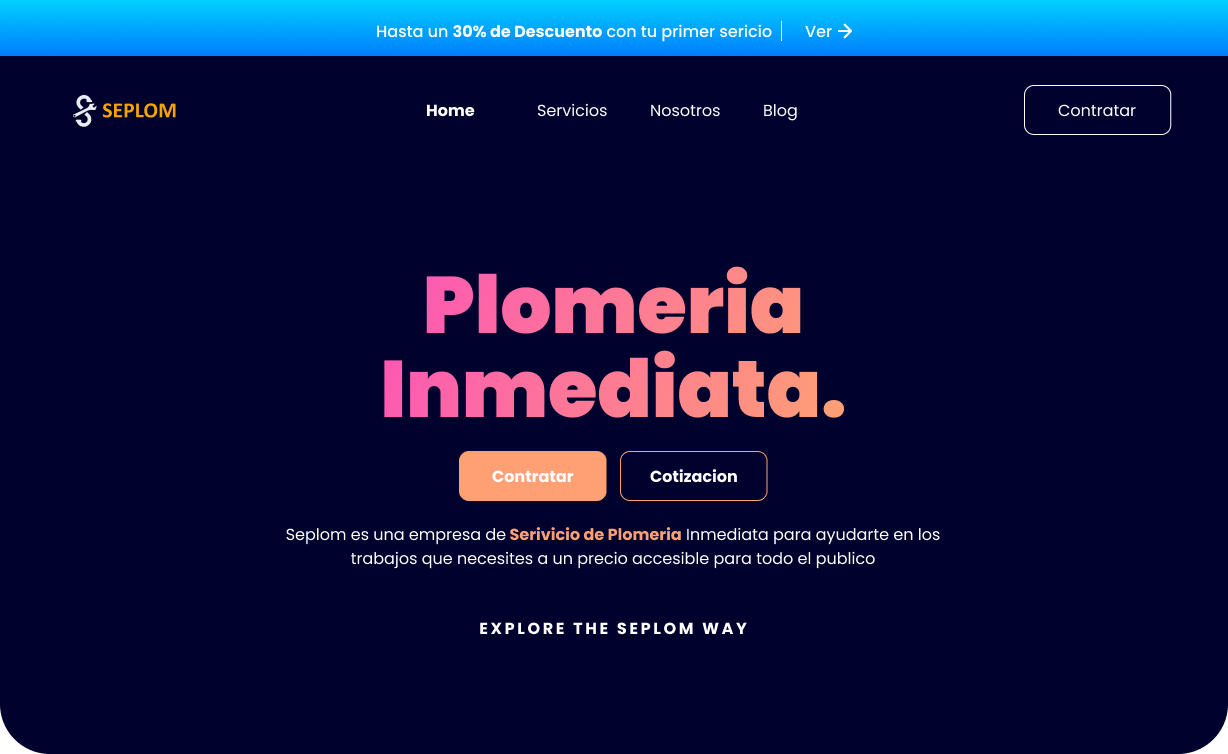 Hasta un 30% de Descuento con tu primer sericio | Ver →
SEPLOM
Home Servicios Nosotros Blog Contratar
Plomeria
Inmediata.
Contratar Cotizacion
Seplom es una empresa de Serivicio de Plomeria Inmediata para ayudarte en los
trabajos que necesites a un precio accesible para todo el publico
EXPLORE THE SEPLOM WAY